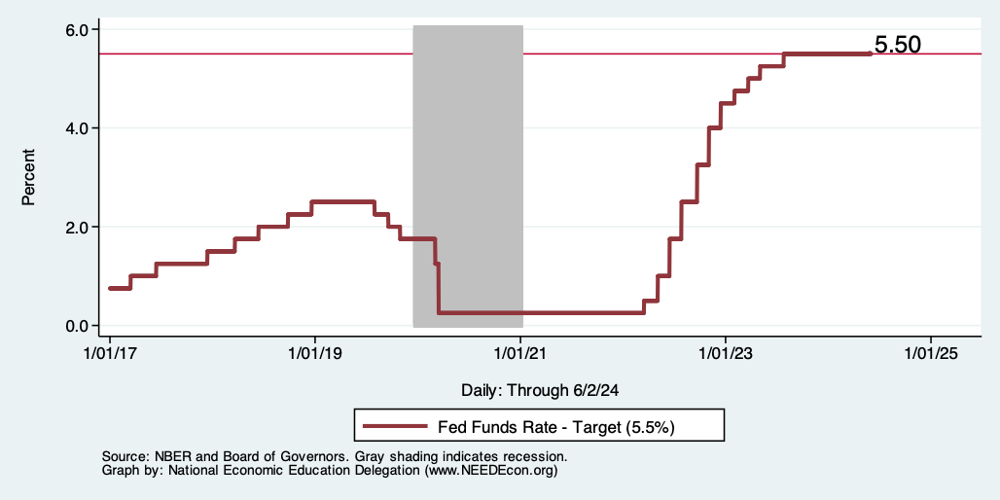 6.0
5.50
4.0
Percent
2.0
0.0
1/01/17 1/01/19 1/01/21 1/01/23 1/01/25
Daily: Through 6/2/24
Fed Funds Rate - Target (5.5%)
Source: NBER and Board of Governors. Gray shading indicates recession.
Graph by: National Economic Education Delegation (www.NEEDEcon.org)